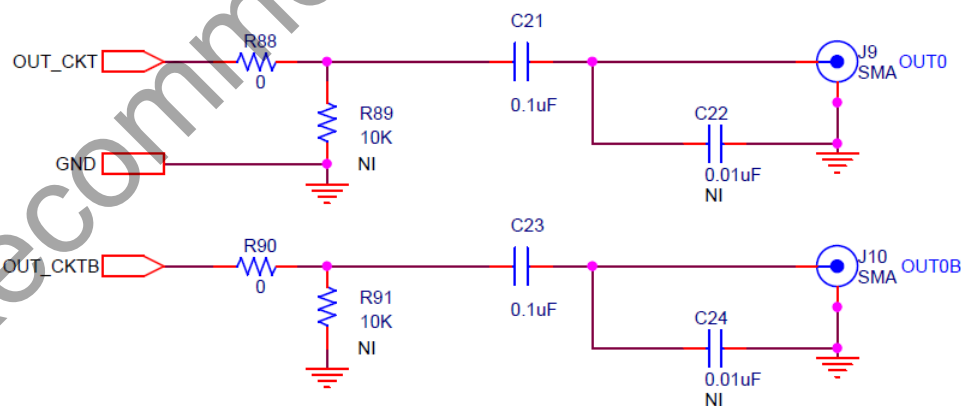 C21
R88
OUT_CKT
J9 OUT0
SMA
0
0.1uF
R89
10K
NI
C22
GND
0.01uF
NI
C23
R90
OUT_CKTB
J10 OUT0B
SMA
0
0.1uF
R91
10K
NI
C24
0.01uF
NI
ecomm